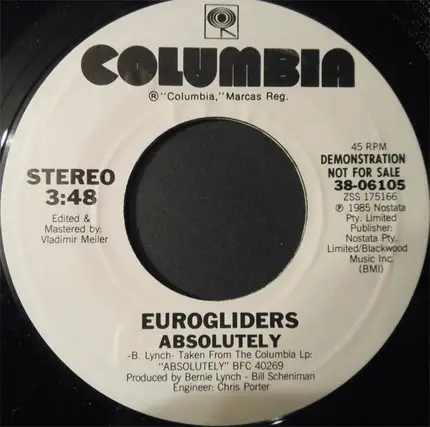 COLUMBIA
®"Columbia," Marcas Reg.
STEREO
3:48
Edited &
Mastered by:
Vladimir Meller
45 RPM
DEMONSTRATION
NOT FOR SALE
38-06105
ZSS 175166
℗ 1985 Nostata
Pty. Limited
Publisher:
Nostata Pty.
Limited/Blackwood
Music Inc.
(BMI)
EUROGLIDERS
ABSOLUTELY
-B. Lynch- Taken From The Columbia Lp:
"ABSOLUTELY" BFC 40269
Produced by Bernie Lynch - Bill Scheniman
Engineer: Chris Porter